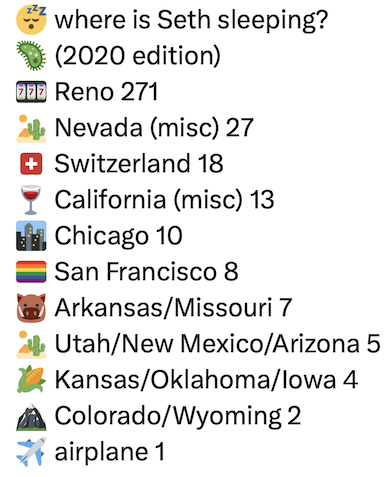 😴 where is Seth sleeping?
🦠 (2020 edition)
🎰 Reno 271
🏜️ Nevada (misc) 27
🇨🇭 Switzerland 18
🍷 California (misc) 13
🏙️ Chicago 10
🏳️‍🌈 San Francisco 8
🐗 Arkansas/Missouri 7
🏜️ Utah/New Mexico/Arizona 5
🌽 Kansas/Oklahoma/Iowa 4
🏔️ Colorado/Wyoming 2
✈️ airplane 1